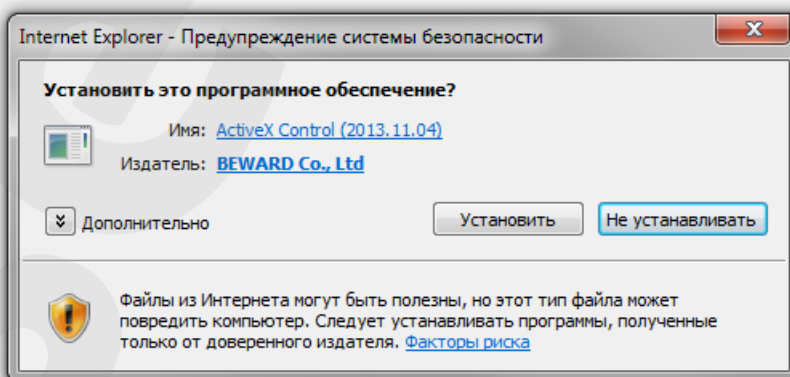 Internet Explorer - Предупреждение системы безопасности
Установить это программное обеспечение?
Имя: ActiveX Control (2013.11.04)
Издатель: BEWARD Co., Ltd
Дополнительно
Установить
Не устанавливать
Файлы из Интернета могут быть полезны, но этот тип файла может
повредить компьютер. Следует устанавливать программы, полученные
только от доверенного издателя. Факторы риска